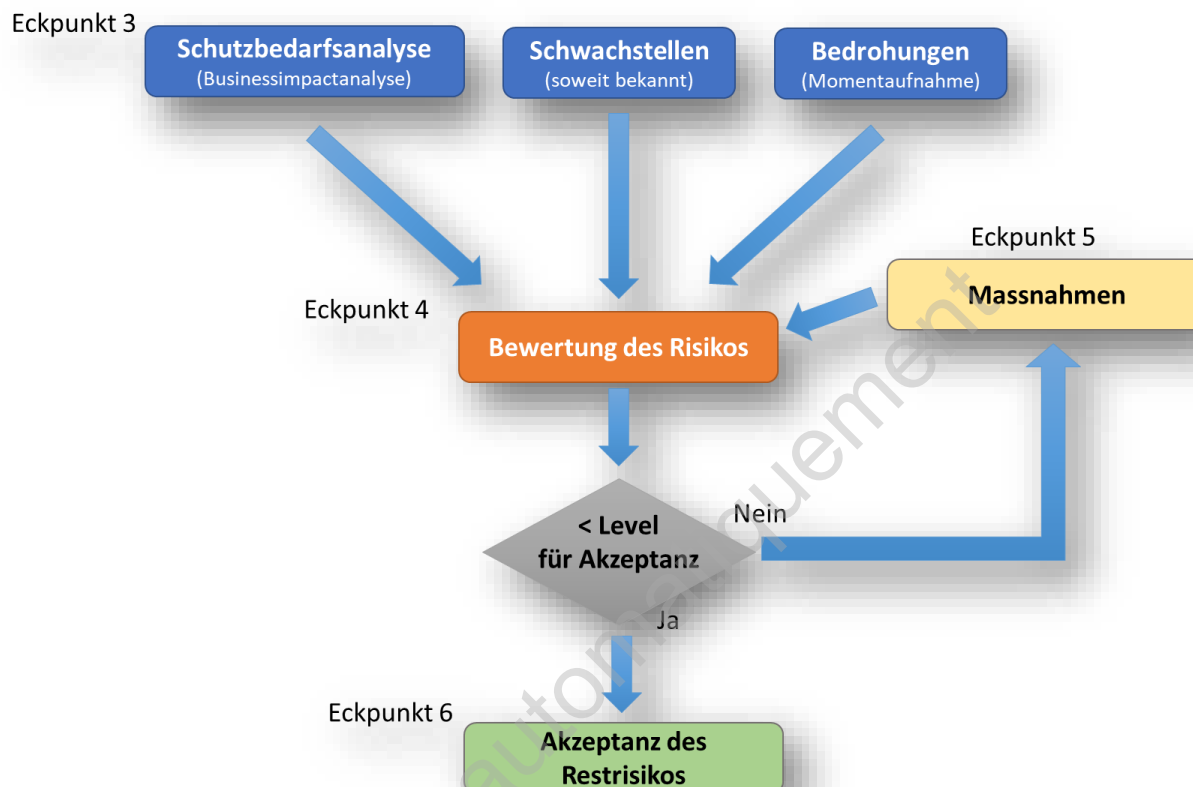 Eckpunkt 3
Schutzbedarfsanalyse
(Businessimpactanalyse)
Schwachstellen
(soweit bekannt)
Bedrohungen
(Momentaufnahme)
Eckpunkt 5
Massnahmen
Eckpunkt 4
Bewertung des Risikos
< Level
für Akzeptanz
Nein
Ja
Eckpunkt 6
Akzeptanz des
Restrisikos